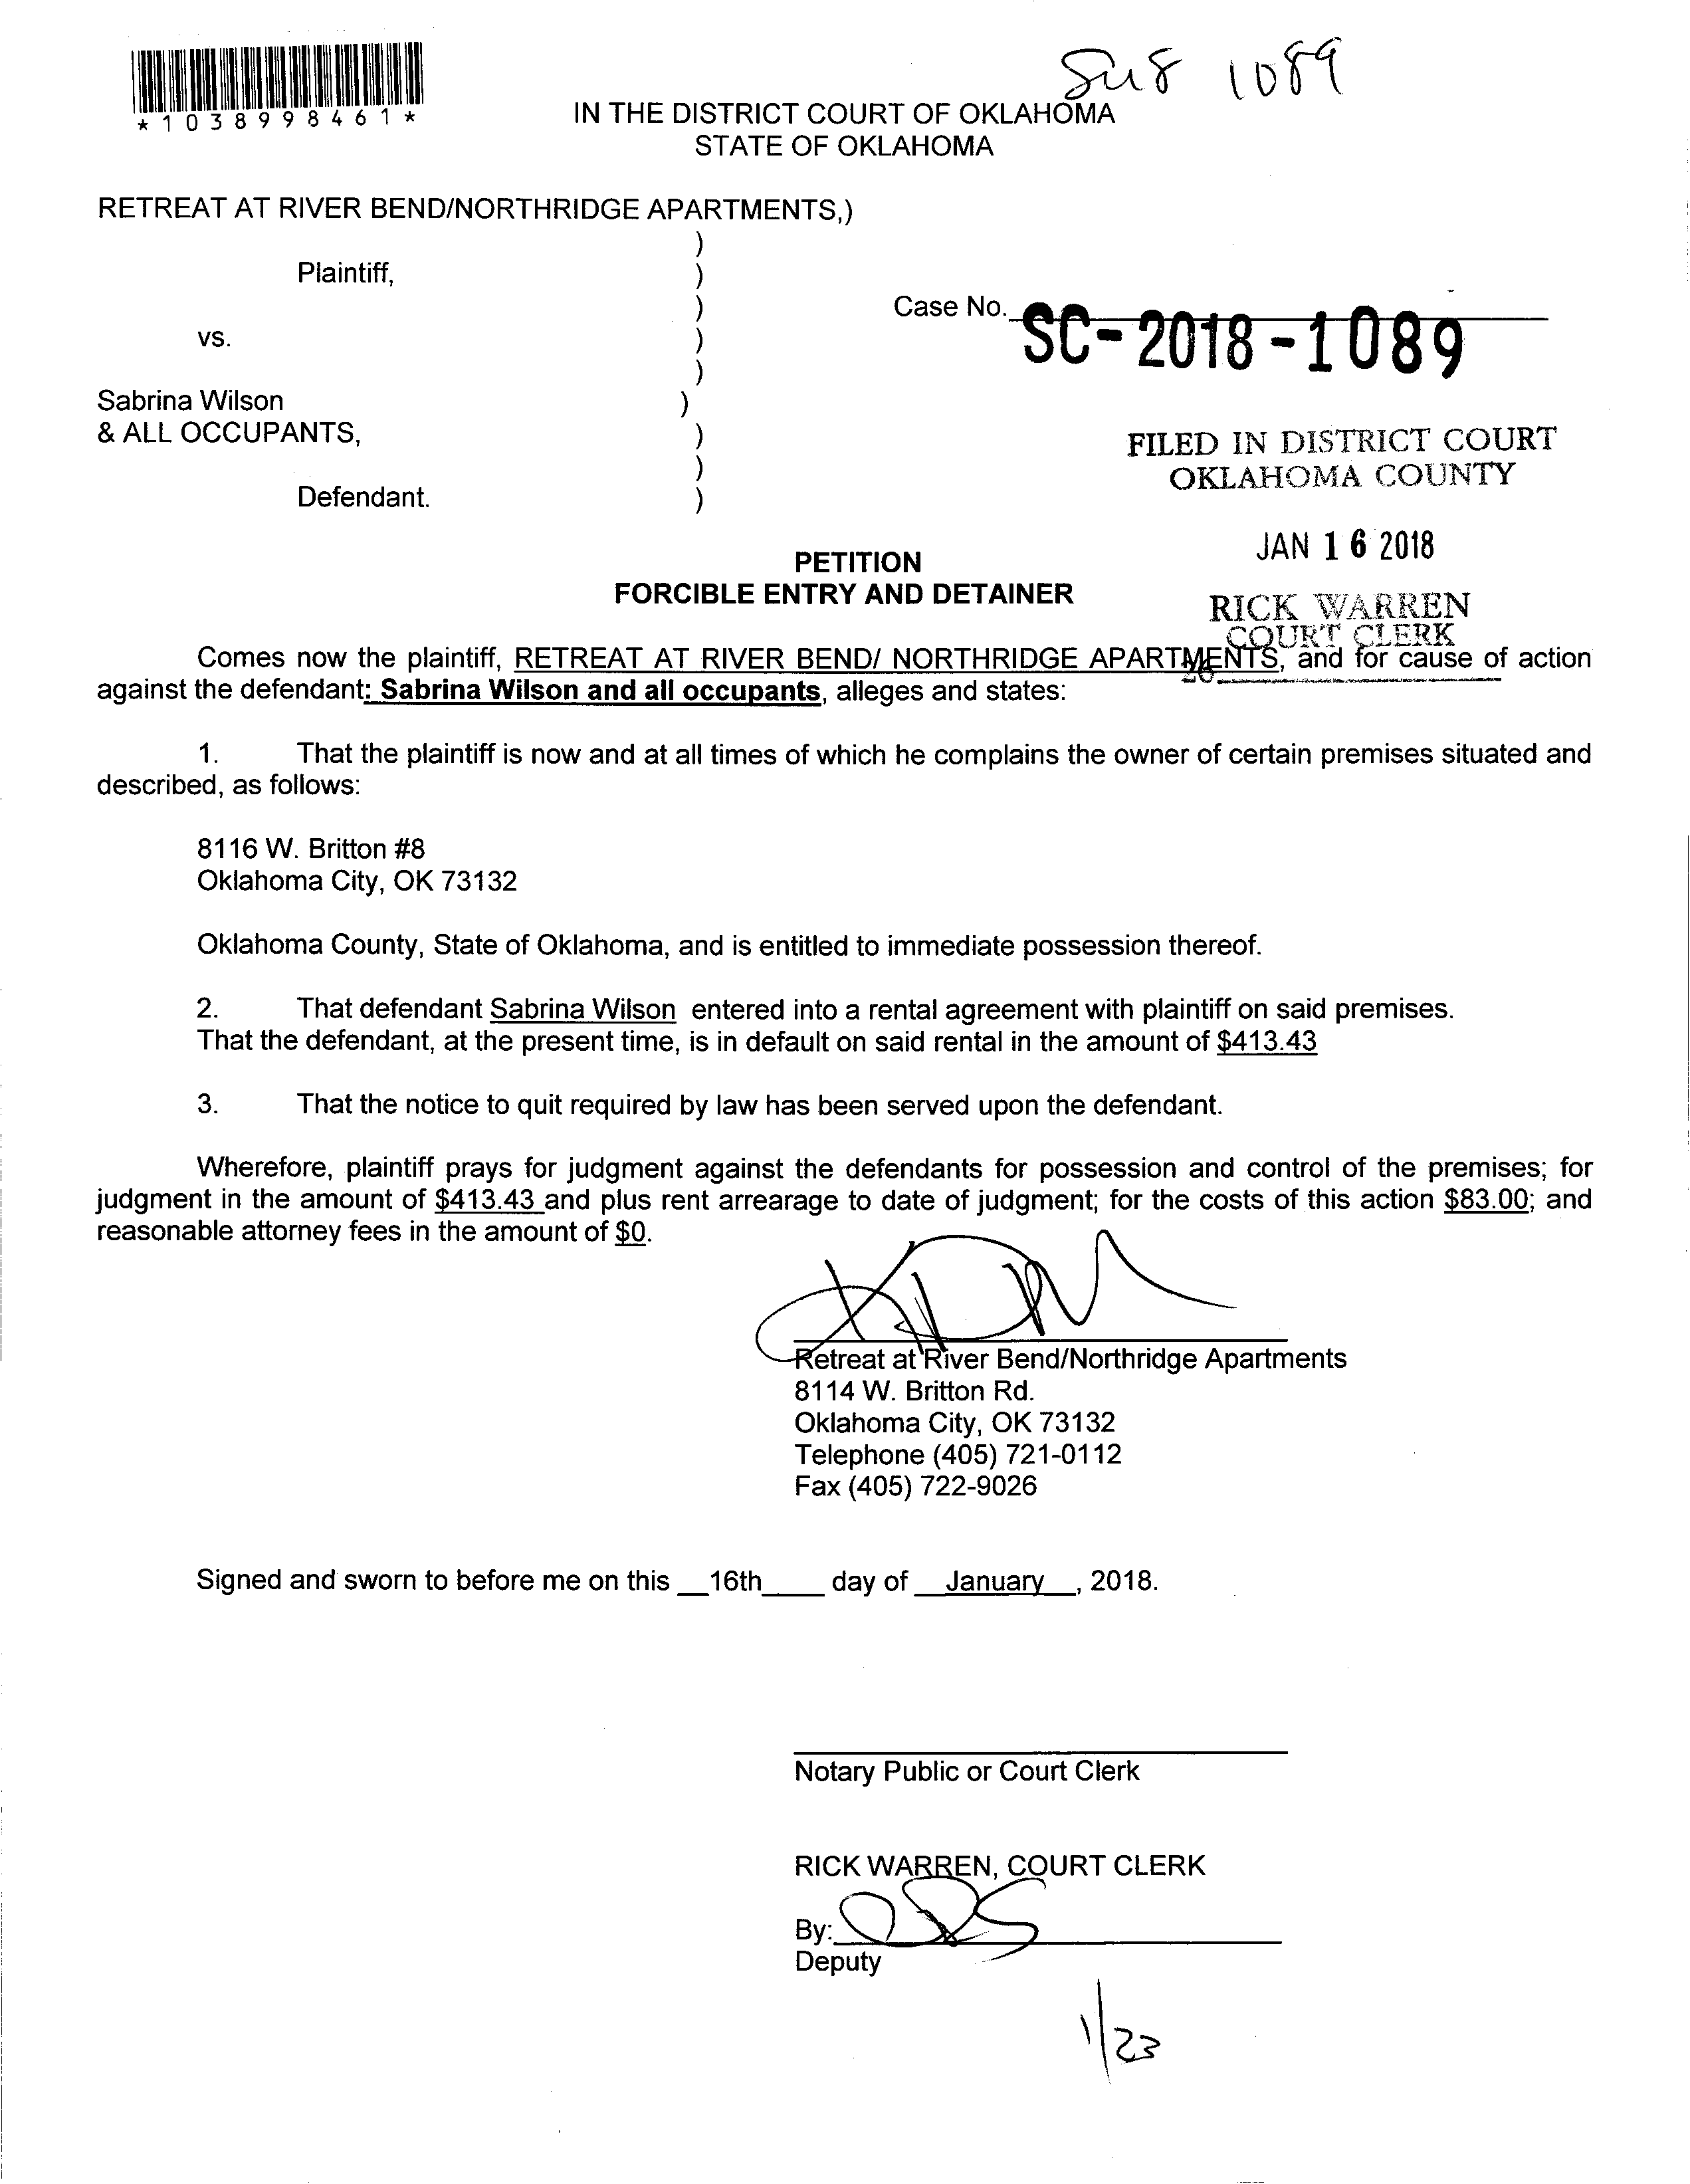 1089
*1038998461*
IN THE DISTRICT COURT OF OKLAHOMA
STATE OF OKLAHOMA
RETREAT AT RIVER BEND/NORTHRIDGE APARTMENTS,)
)
Plaintiff, )
) Case No. SC-2018-1089
vs. )
)
Sabrina Wilson )
& ALL OCCUPANTS, )
)
Defendant. )
FILED IN DISTRICT COURT
OKLAHOMA COUNTY
JAN 16 2018
RICK WARREN
COURT CLERK
PETITION
FORCIBLE ENTRY AND DETAINER
Comes now the plaintiff, RETREAT AT RIVER BEND/ NORTHRIDGE APARTMENTS, and for cause of action
against the defendant: Sabrina Wilson and all occupants, alleges and states:
1. That the plaintiff is now and at all times of which he complains the owner of certain premises situated and
described, as follows:
8116 W. Britton #8
Oklahoma City, OK 73132
Oklahoma County, State of Oklahoma, and is entitled to immediate possession thereof.
2. That defendant Sabrina Wilson entered into a rental agreement with plaintiff on said premises.
That the defendant, at the present time, is in default on said rental in the amount of $413.43
3. That the notice to quit required by law has been served upon the defendant.
Wherefore, plaintiff prays for judgment against the defendants for possession and control of the premises; for
judgment in the amount of $413.43 and plus rent arrearage to date of judgment; for the costs of this action $83.00; and
reasonable attorney fees in the amount of $0.
Retreat at River Bend/Northridge Apartments
8114 W. Britton Rd.
Oklahoma City, OK 73132
Telephone (405) 721-0112
Fax (405) 722-9026
Signed and sworn to before me on this __16th____ day of __January__, 2018.
Notary Public or Court Clerk
RICK WARREN, COURT CLERK
By:
Deputy
1/23